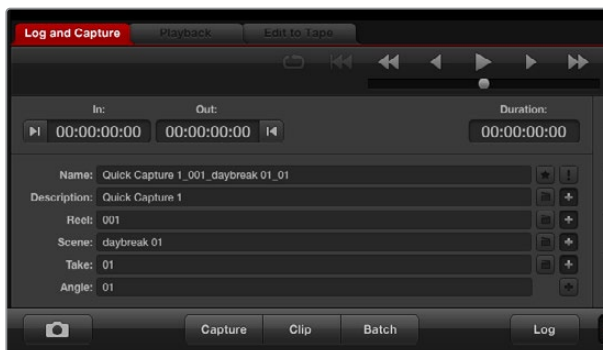 Log and Capture Playback Edit to Tape
In: Out: Duration:
00:00:00:00 00:00:00:00 00:00:00:00
Name: Quick Capture 1_001_daybreak 01_01
Description: Quick Capture 1
Reel: 001
Scene: daybreak 01
Take: 01
Angle: 01
Capture Clip Batch Log